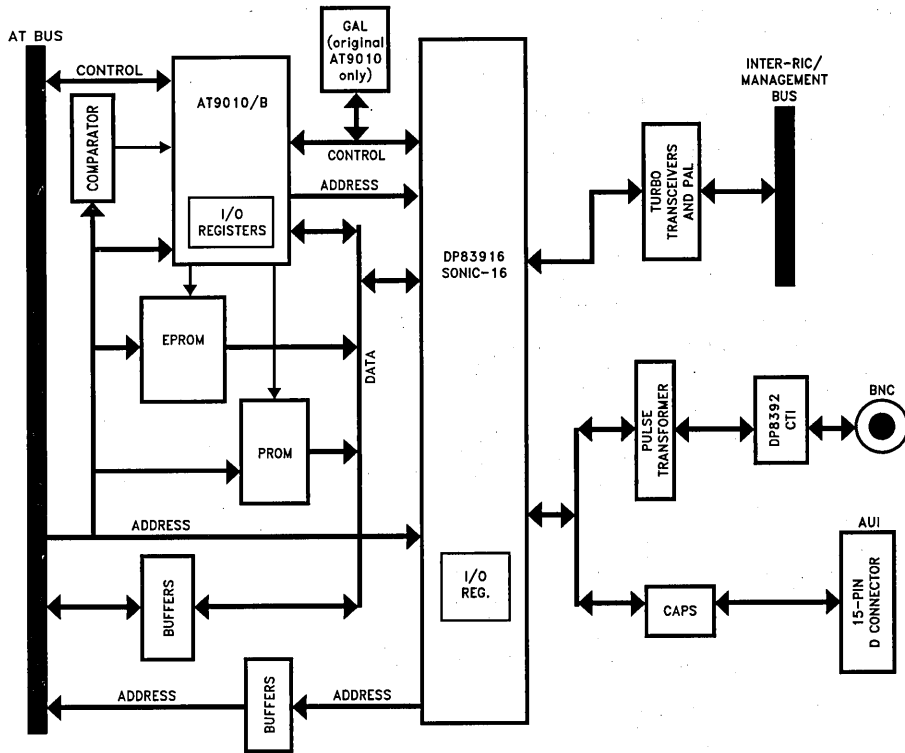 AT BUS
CONTROL
COMPARATOR
AT9010/B
I/O
REGISTERS
GAL
(original
AT9010
only)
CONTROL
ADDRESS
EPROM
PROM
DATA
ADDRESS
BUFFERS
ADDRESS
BUFFERS
ADDRESS
DP83916
SONIC-16
I/O
REG.
TURBO
TRANSCEIVERS
AND PAL
INTER-RIC/
MANAGEMENT
BUS
PULSE
TRANSFORMER
DP8392
CTI
BNC
CAPS
AUI
15-PIN
D CONNECTOR